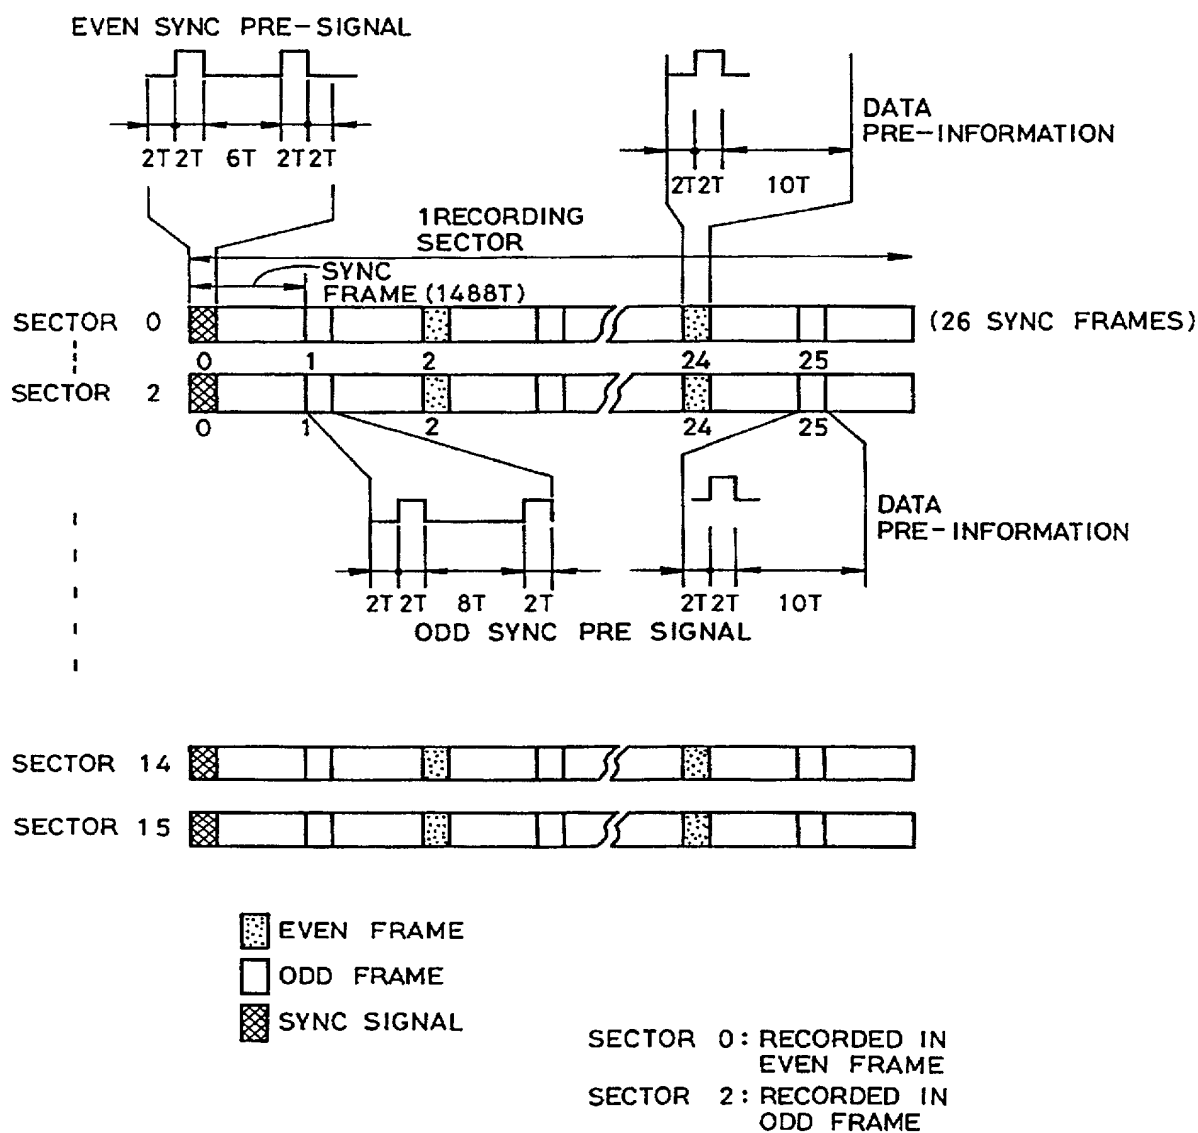 EVEN SYNC PRE-SIGNAL
2T 2T 6T 2T 2T
DATA
PRE-INFORMATION
2T 2T 10T
1 RECORDING
SECTOR
SYNC
FRAME (1488T)
SECTOR 0
(26 SYNC FRAMES)
0 1 2 24 25
SECTOR 2
0 1 2 24 25
DATA
PRE-INFORMATION
2T 2T 8T 2T
2T 2T 10T
ODD SYNC PRE SIGNAL
SECTOR 14
SECTOR 15
EVEN FRAME
ODD FRAME
SYNC SIGNAL
SECTOR 0: RECORDED IN
EVEN FRAME
SECTOR 2: RECORDED IN
ODD FRAME